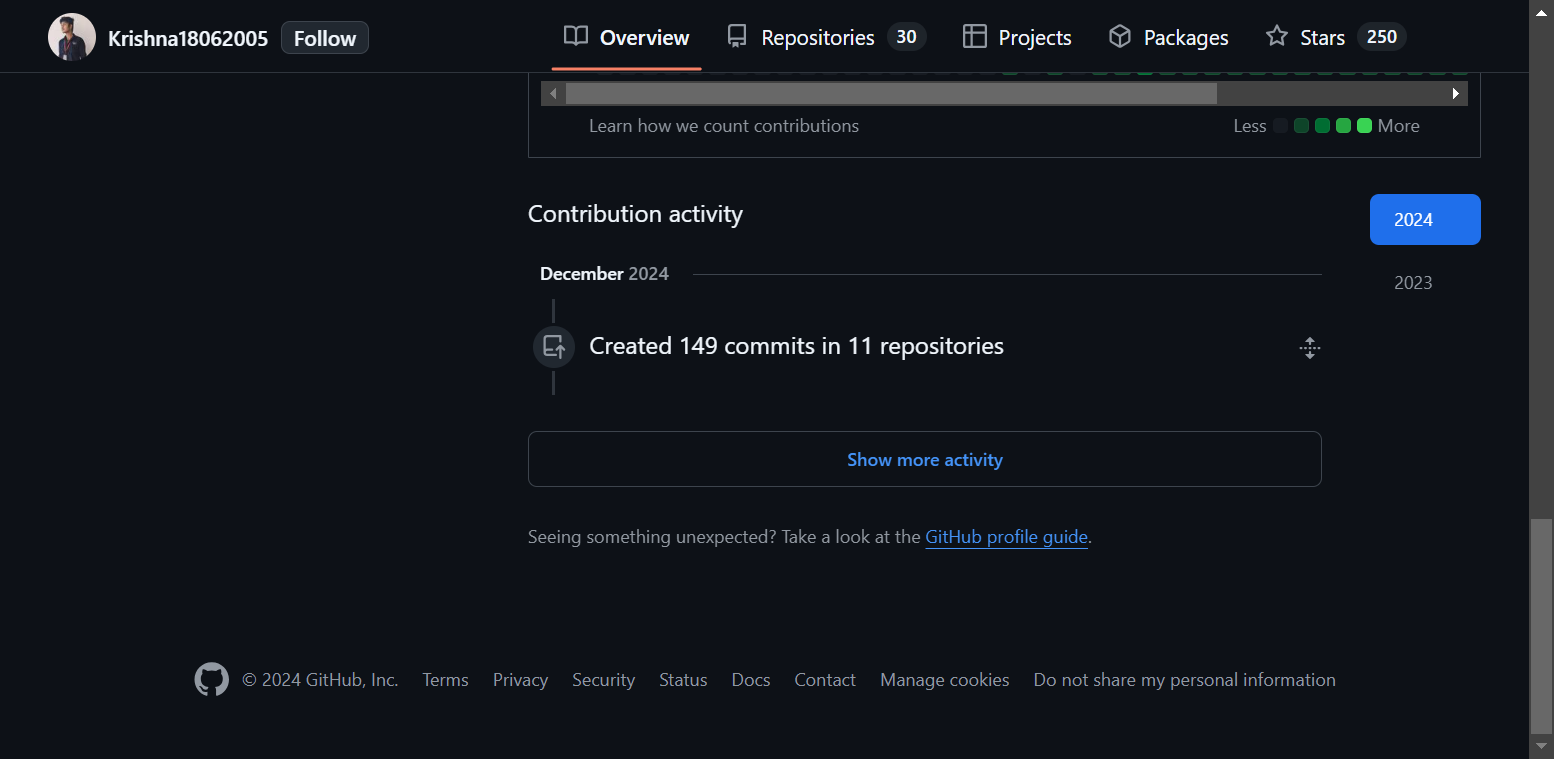 Krishna18062005 Follow Overview Repositories 30 Projects Packages Stars 250
Learn how we count contributions Less More
Contribution activity 2024
December 2024 2023
Created 149 commits in 11 repositories
Show more activity
Seeing something unexpected? Take a look at the GitHub profile guide.
© 2024 GitHub, Inc. Terms Privacy Security Status Docs Contact Manage cookies Do not share my personal information